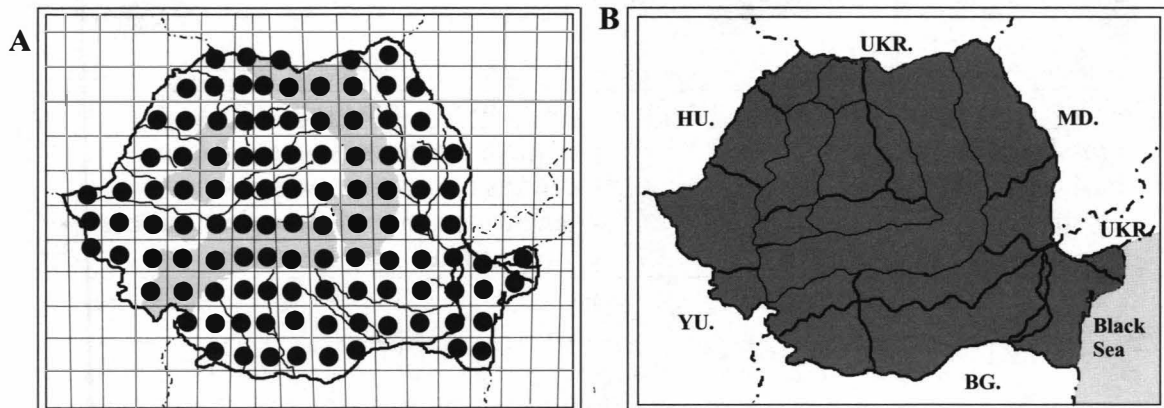 A
B
UKR.
HU.
MD.
UKR.
YU.
Black
Sea
BG.